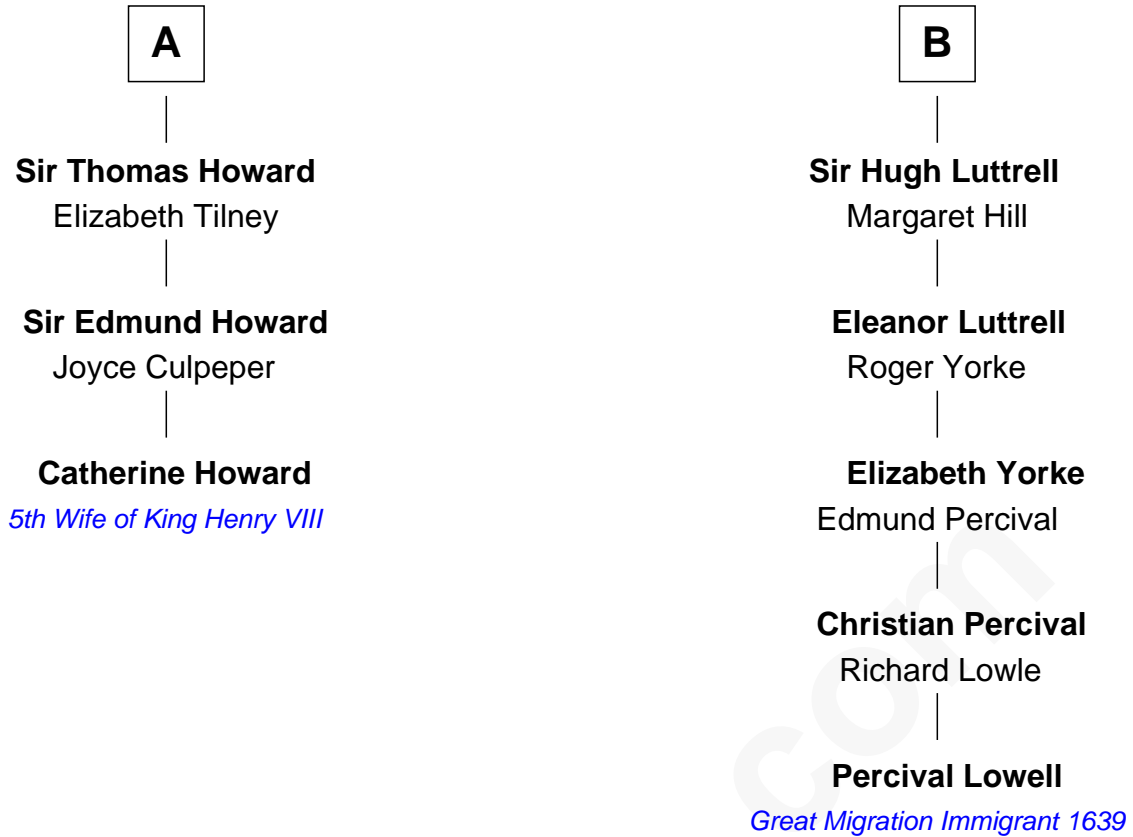 A
Sir Thomas Howard
Elizabeth Tilney
Sir Edmund Howard
Joyce Culpeper
Catherine Howard
5th Wife of King Henry VIII
B
Sir Hugh Luttrell
Margaret Hill
Eleanor Luttrell
Roger Yorke
Elizabeth Yorke
Edmund Percival
Christian Percival
Richard Lowle
Percival Lowell
Great Migration Immigrant 1639
com